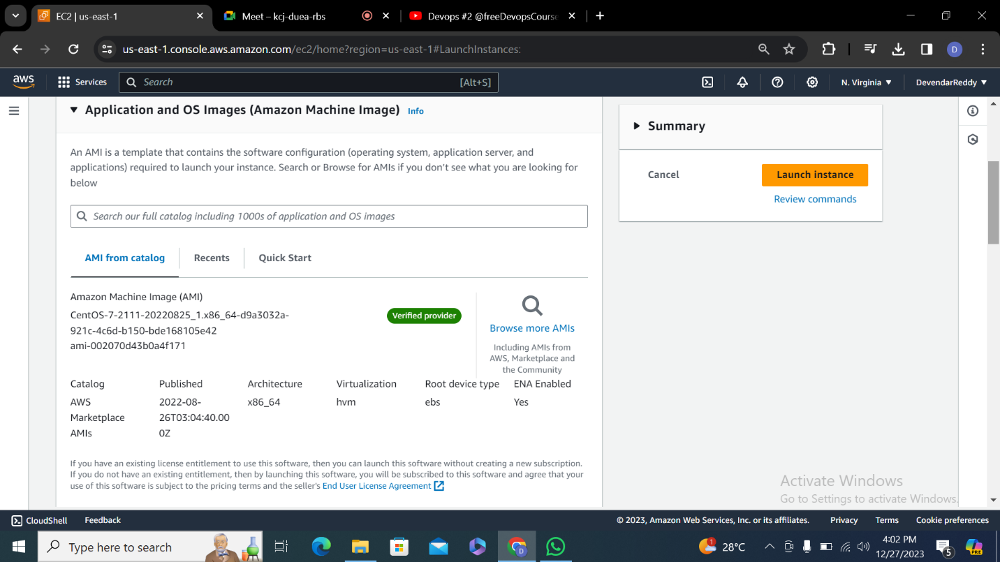 EC2 | us-east-1
Meet – kcj-duea-rbs
Devops #2 @freeDevopsCourse
us-east-1.console.aws.amazon.com/ec2/home?region=us-east-1#LaunchInstances:
D
aws
Services
Search
[Alt+S]
N. Virginia
DevendarReddy
Application and OS Images (Amazon Machine Image) Info
An AMI is a template that contains the software configuration (operating system, application server, and
applications) required to launch your instance. Search or Browse for AMIs if you don't see what you are looking for
below
Search our full catalog including 1000s of application and OS images
AMI from catalog
Recents
Quick Start
Amazon Machine Image (AMI)
CentOS-7-2111-20220825_1.x86_64-d9a3032a-
921c-4c6d-b150-bde168105e42
ami-002070d43b0a4f171
Verified provider
Browse more AMIs
Including AMIs from
AWS, Marketplace and
the Community
Catalog
Published
Architecture
Virtualization
Root device type
ENA Enabled
AWS
Marketplace
AMIs
2022-08-
26T03:04:40.00
0Z
x86_64
hvm
ebs
Yes
If you have an existing license entitlement to use this software, then you can launch this software without creating a new subscription.
If you do not have an existing entitlement, then by launching this software, you will be subscribed to this software and agree that your
use of this software is subject to the pricing terms and the seller's End User License Agreement
Summary
Cancel
Launch instance
Review commands
Activate Windows
Go to Settings to activate Windows.
CloudShell
Feedback
© 2023, Amazon Web Services, Inc. or its affiliates.
Privacy
Terms
Cookie preferences
Type here to search
D
1
28°C
4:02 PM
12/27/2023
5
PRE